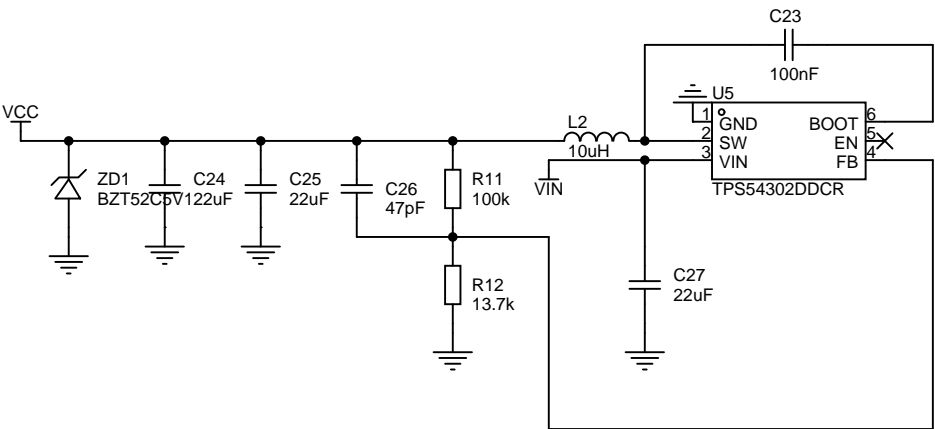 C23
100nF
VCC
U5
L2
10uH
1
GND
BOOT
6
2
SW
EN
5
3
VIN
FB
4
TPS54302DDCR
VIN
ZD1
BZT52C5V1
C24
22uF
C25
22uF
C26
47pF
R11
100k
R12
13.7k
C27
22uF